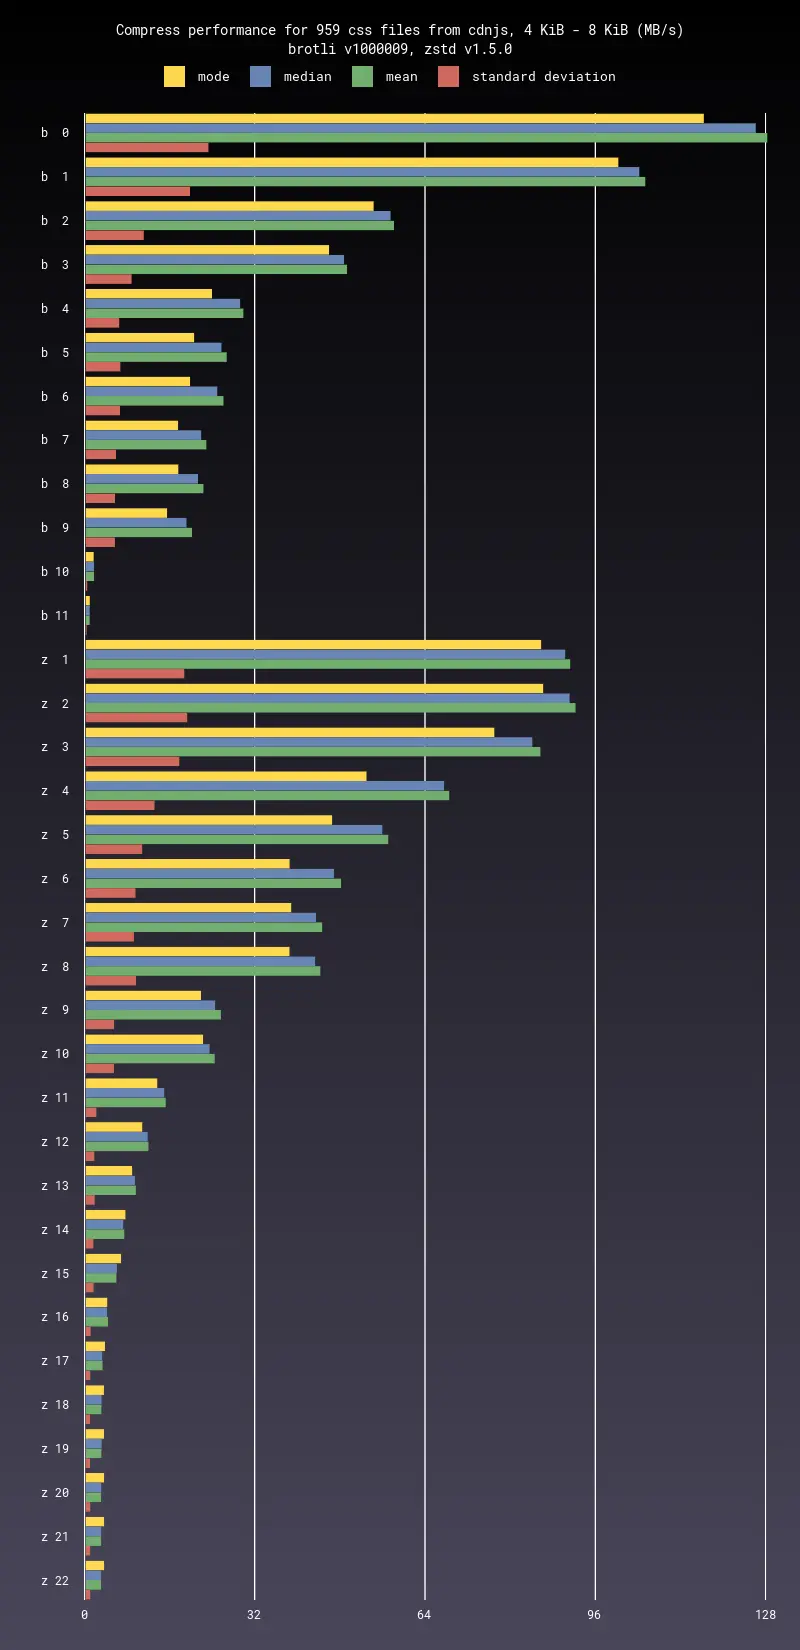 Compress performance for 959 css files from cdnjs, 4 KiB - 8 KiB (MB/s)
brotli v1000009, zstd v1.5.0
mode median mean standard deviation
b 0
b 1
b 2
b 3
b 4
b 5
b 6
b 7
b 8
b 9
b 10
b 11
z 1
z 2
z 3
z 4
z 5
z 6
z 7
z 8
z 9
z 10
z 11
z 12
z 13
z 14
z 15
z 16
z 17
z 18
z 19
z 20
z 21
z 22
0 32 64 96 128